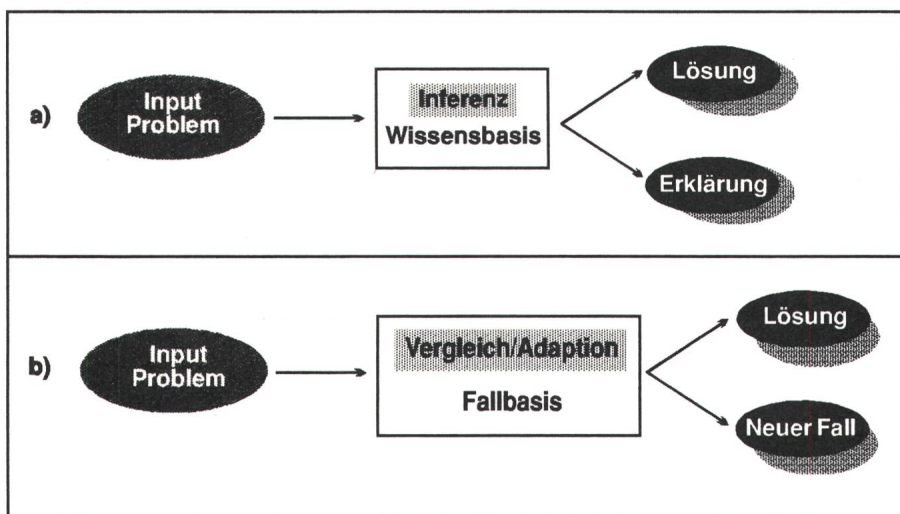 a)
Input
Problem
Inferenz
Wissensbasis
Lösung
Erklärung
b)
Input
Problem
Vergleich/Adaption
Fallbasis
Lösung
Neuer Fall